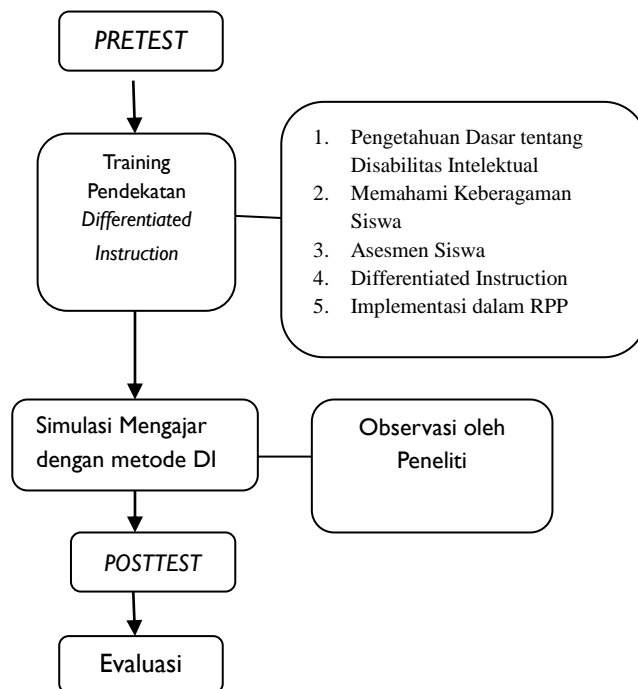 PRETEST
Training
Pendekatan
Differentiated
Instruction
1. Pengetahuan Dasar tentang
Disabilitas Intelektual
2. Memahami Keberagaman
Siswa
3. Asesmen Siswa
4. Differentiated Instruction
5. Implementasi dalam RPP
Simulasi Mengajar
dengan metode DI
Observasi oleh
Peneliti
POSTTEST
Evaluasi